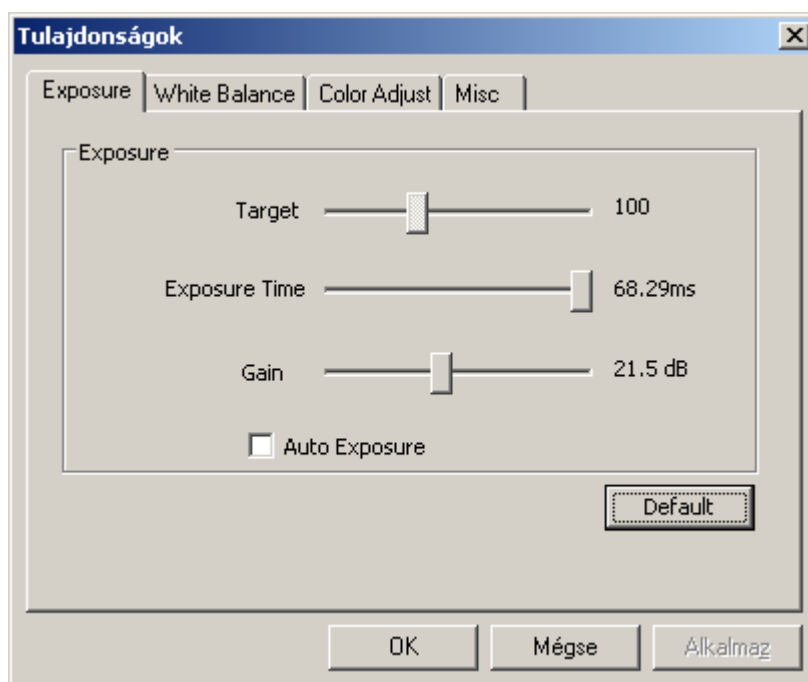 Tulajdonságok
Exposure White Balance Color Adjust Misc
Exposure
Target 100
Exposure Time 68.29ms
Gain 21.5 dB
Auto Exposure
Default
OK Mégse Alkalmaz